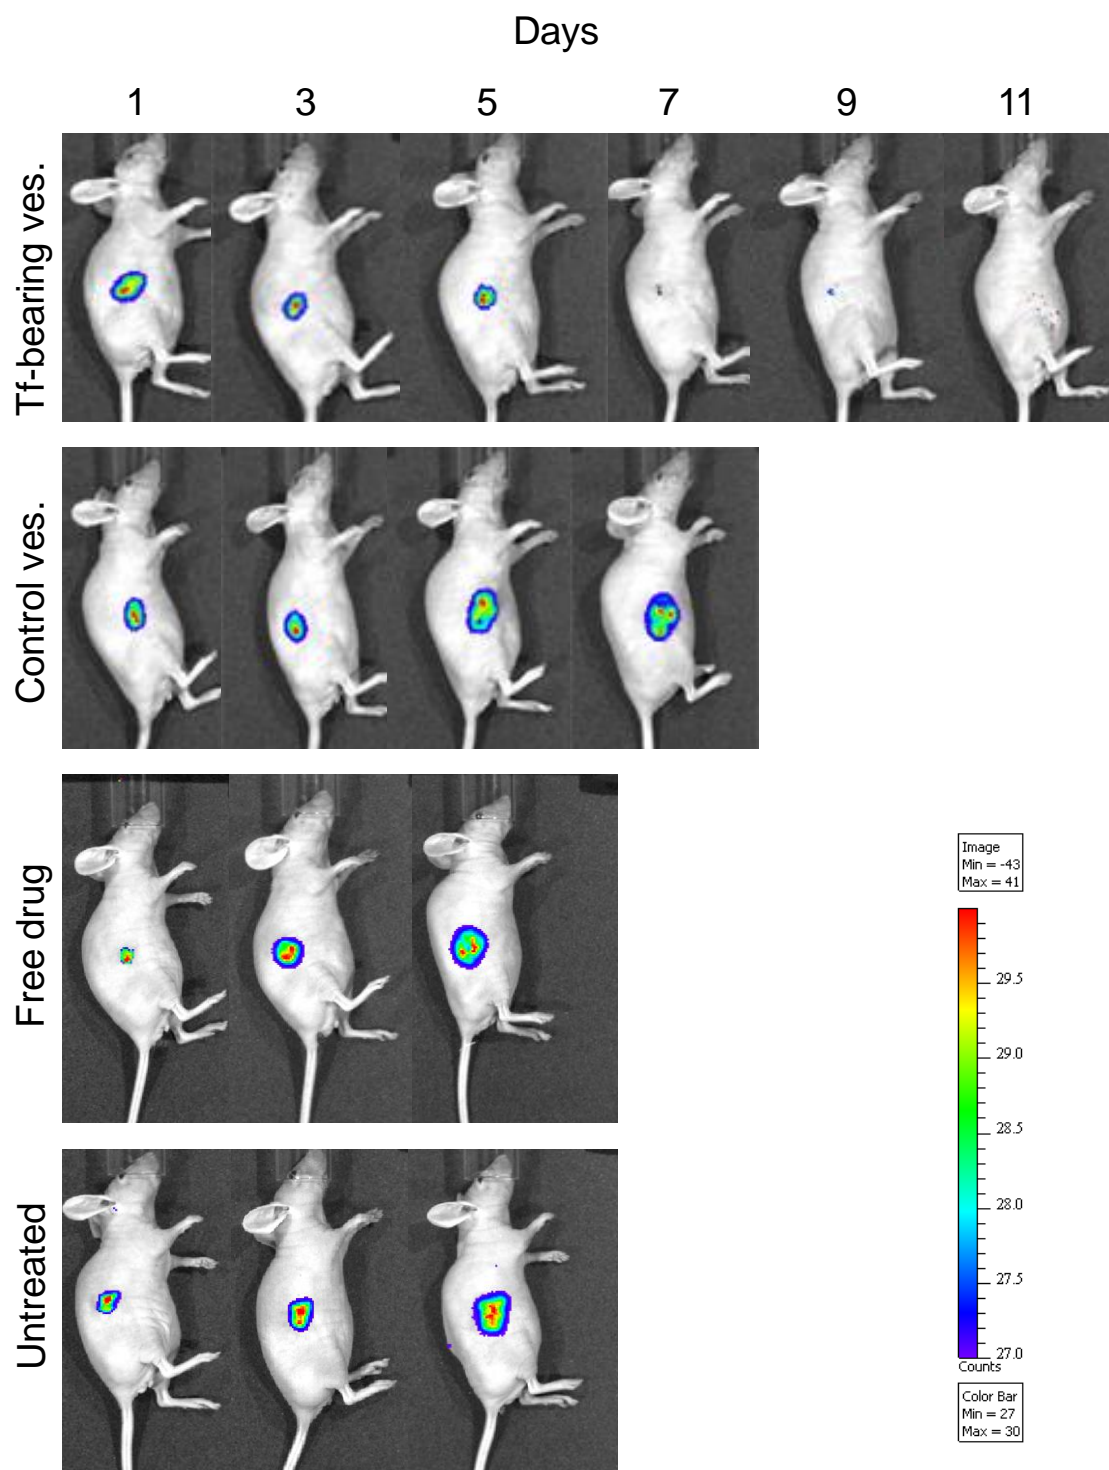 Days
1 3 5 7 9 11
Tf-bearing ves.
Control ves.
Free drug
Untreated
Image
Min = -43
Max = 41
29.5
29.0
28.5
28.0
27.5
27.0
Counts
Color Bar
Min = 27
Max = 30